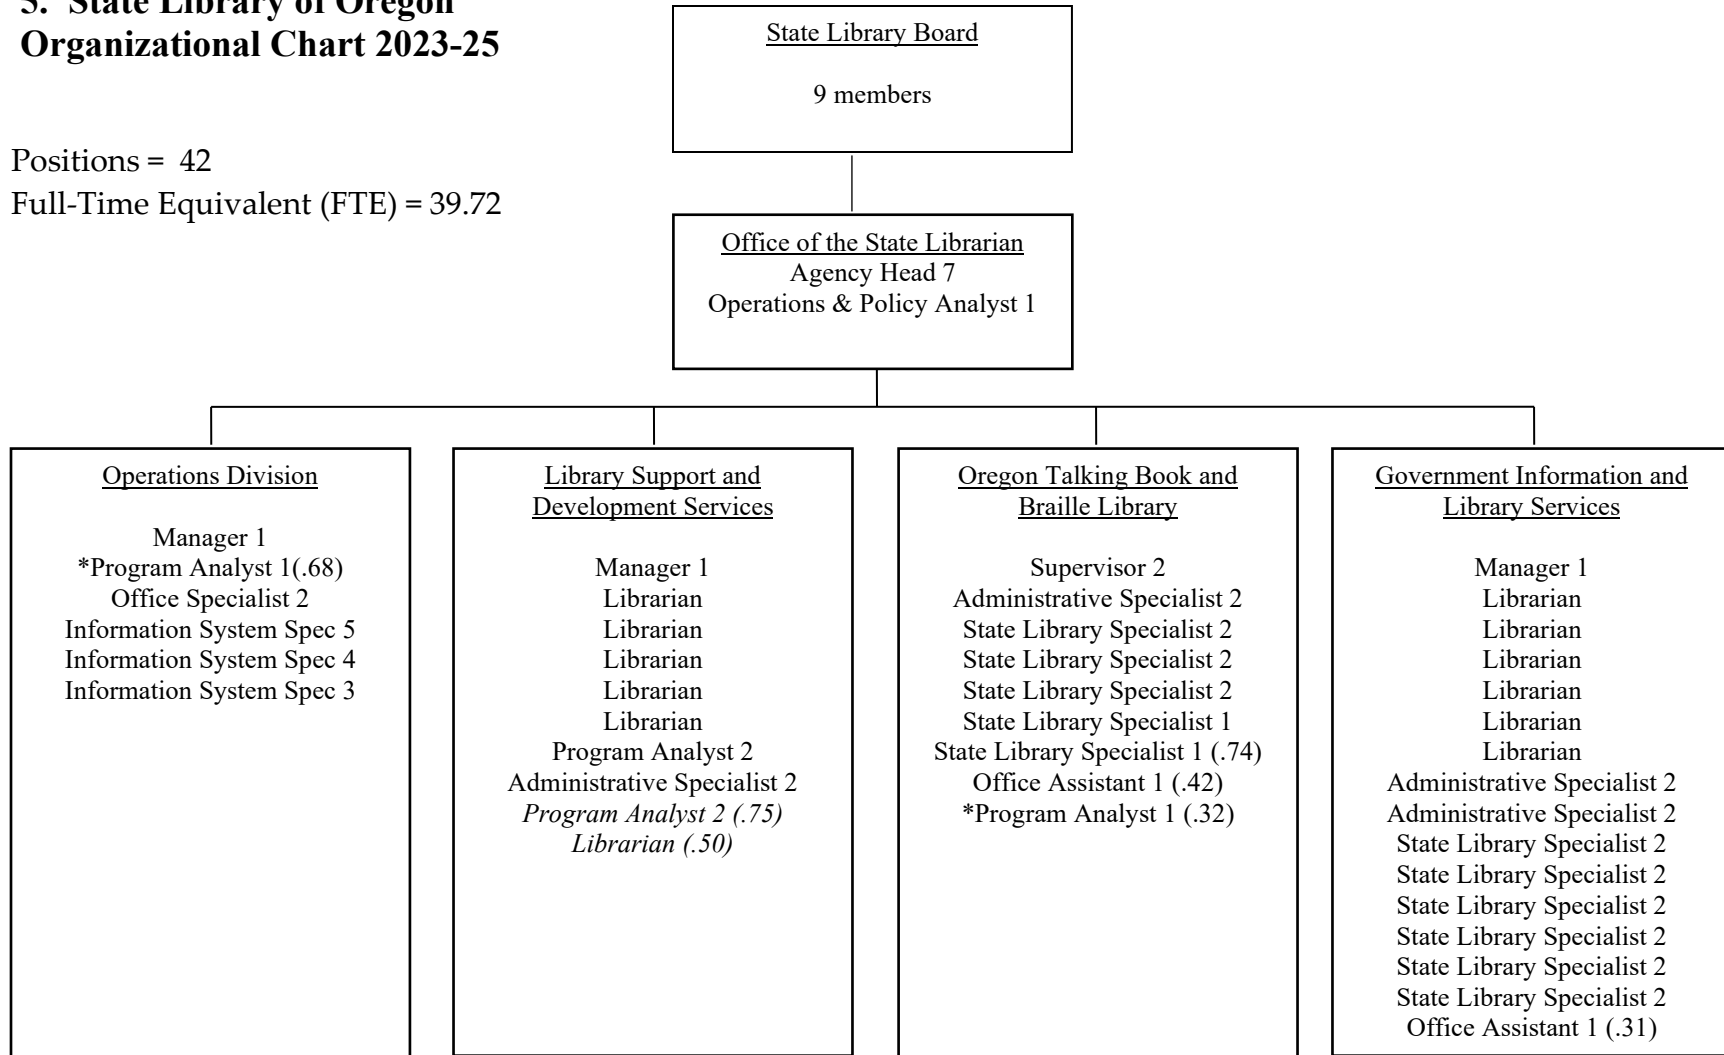 5. State Library of Oregon
Organizational Chart 2023-25
Positions = 42
Full-Time Equivalent (FTE) = 39.72
State Library Board
9 members
Office of the State Librarian
Agency Head 7
Operations & Policy Analyst 1
Operations Division
Manager 1
*Program Analyst 1(.68)
Office Specialist 2
Information System Spec 5
Information System Spec 4
Information System Spec 3
Library Support and
Development Services
Manager 1
Librarian
Librarian
Librarian
Librarian
Librarian
Program Analyst 2
Administrative Specialist 2
Program Analyst 2 (.75)
Librarian (.50)
Oregon Talking Book and
Braille Library
Supervisor 2
Administrative Specialist 2
State Library Specialist 2
State Library Specialist 2
State Library Specialist 2
State Library Specialist 1
State Library Specialist 1 (.74)
Office Assistant 1 (.42)
*Program Analyst 1 (.32)
Government Information and
Library Services
Manager 1
Librarian
Librarian
Librarian
Librarian
Librarian
Librarian
Administrative Specialist 2
Administrative Specialist 2
State Library Specialist 2
State Library Specialist 2
State Library Specialist 2
State Library Specialist 2
State Library Specialist 2
State Library Specialist 2
Office Assistant 1 (.31)